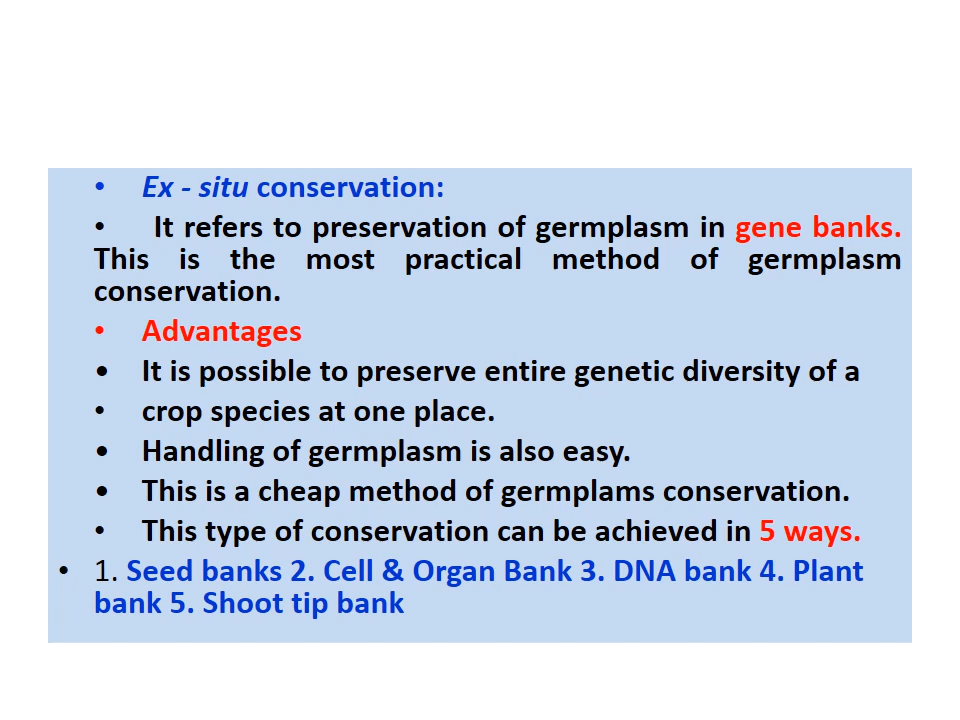 • Ex - situ conservation:
• It refers to preservation of germplasm in gene banks.
This is the most practical method of germplasm
conservation.
• Advantages
• It is possible to preserve entire genetic diversity of a
• crop species at one place.
• Handling of germplasm is also easy.
• This is a cheap method of germplams conservation.
• This type of conservation can be achieved in 5 ways.
• 1. Seed banks 2. Cell & Organ Bank 3. DNA bank 4. Plant
bank 5. Shoot tip bank